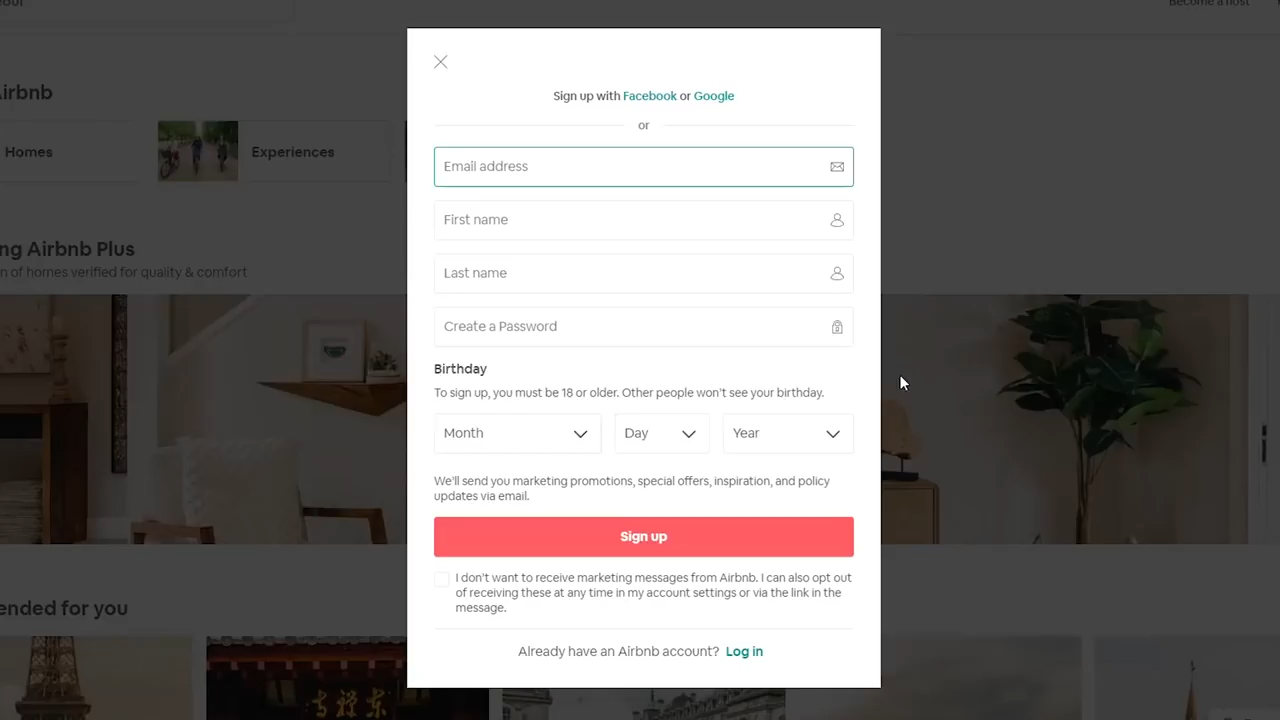 Become a host
Airbnb
Homes
Experiences
ng Airbnb Plus
n of homes verified for quality & comfort
ended for you
Sign up with Facebook or Google
or
Email address
First name
Last name
Create a Password
Birthday
To sign up, you must be 18 or older. Other people won't see your birthday.
Month
Day
Year
We'll send you marketing promotions, special offers, inspiration, and policy
updates via email.
Sign up
I don't want to receive marketing messages from Airbnb. I can also opt out
of receiving these at any time in my account settings or via the link in the
message.
Already have an Airbnb account? Log in